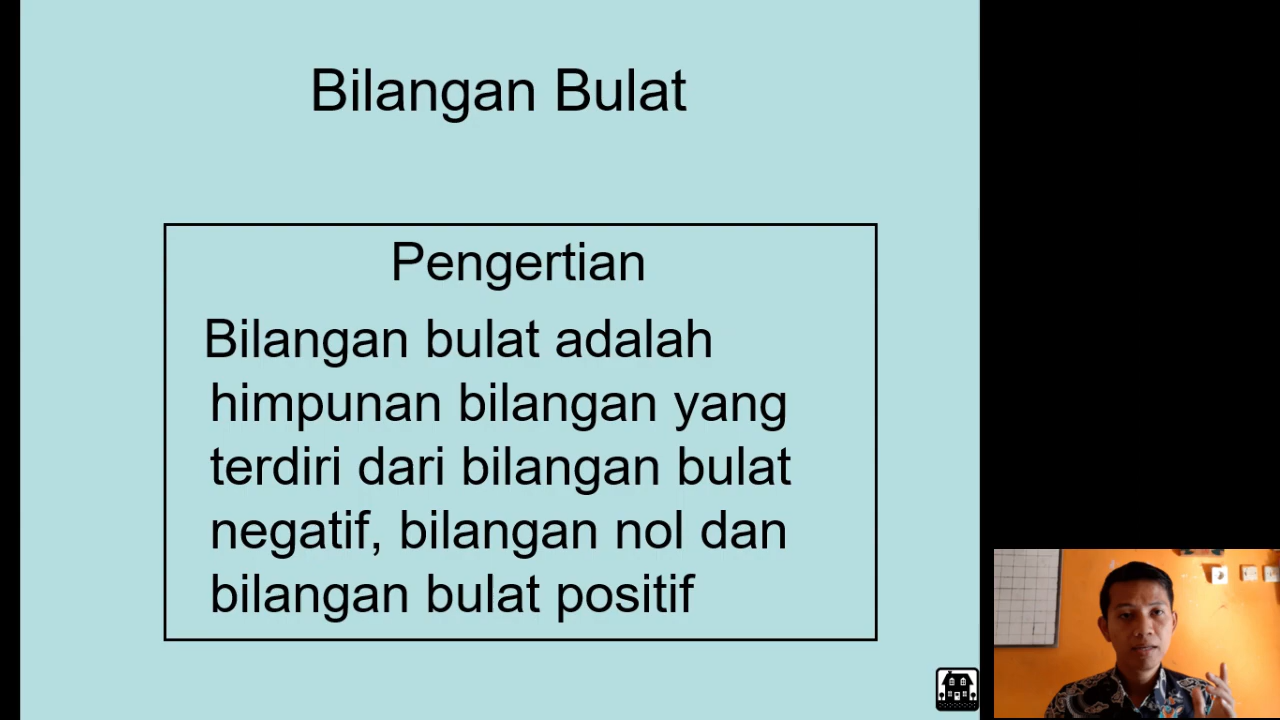 Bilangan Bulat
Pengertian
Bilangan bulat adalah
himpunan bilangan yang
terdiri dari bilangan bulat
negatif, bilangan nol dan
bilangan bulat positif